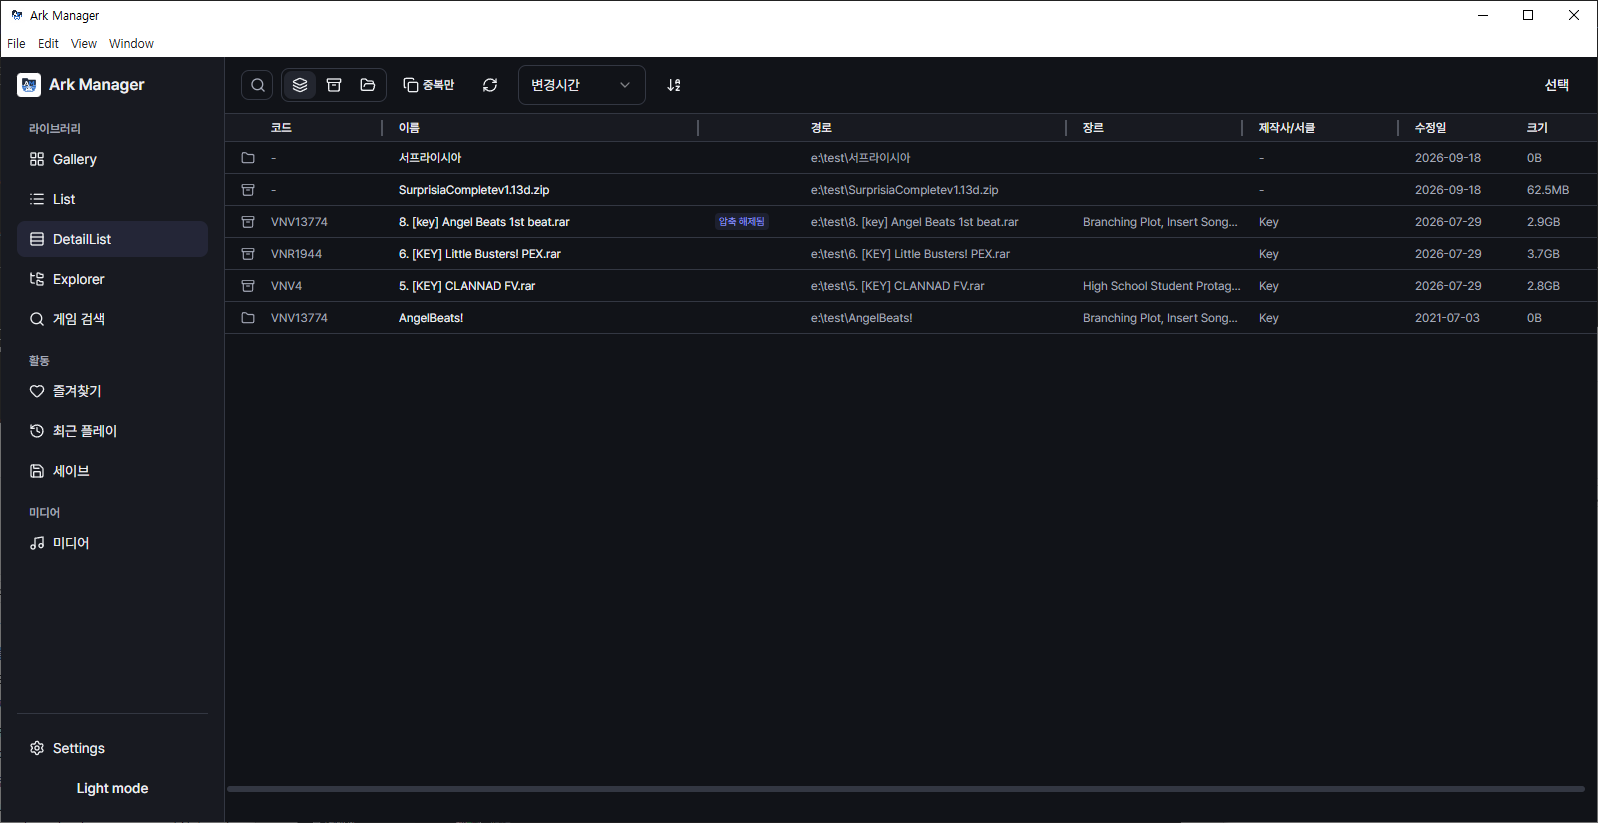 Ark Manager
File Edit View Window
Ark Manager
라이브러리
Gallery
List
DetailList
Explorer
게임 검색
활동
즐겨찾기
최근 플레이
세이브
미디어
미디어
Settings
Light mode
중복만 변경시간 선택
코드 이름 경로 장르 제작사/서클 수정일 크기
- 서프라이시아 e:\test\서프라이시아 - 2026-09-18 0B
- SurprisiaCompletev1.13d.zip e:\test\SurprisiaCompletev1.13d.zip - 2026-09-18 62.5MB
VNV13774 8. [key] Angel Beats 1st beat.rar 압축 해제됨 e:\test\8. [key] Angel Beats 1st beat.rar Branching Plot, Insert Song... Key 2026-07-29 2.9GB
VNR1944 6. [KEY] Little Busters! PEX.rar e:\test\6. [KEY] Little Busters! PEX.rar Key 2026-07-29 3.7GB
VNV4 5. [KEY] CLANNAD FV.rar e:\test\5. [KEY] CLANNAD FV.rar High School Student Protag... Key 2026-07-29 2.8GB
VNV13774 AngelBeats! e:\test\AngelBeats! Branching Plot, Insert Song... Key 2021-07-03 0B